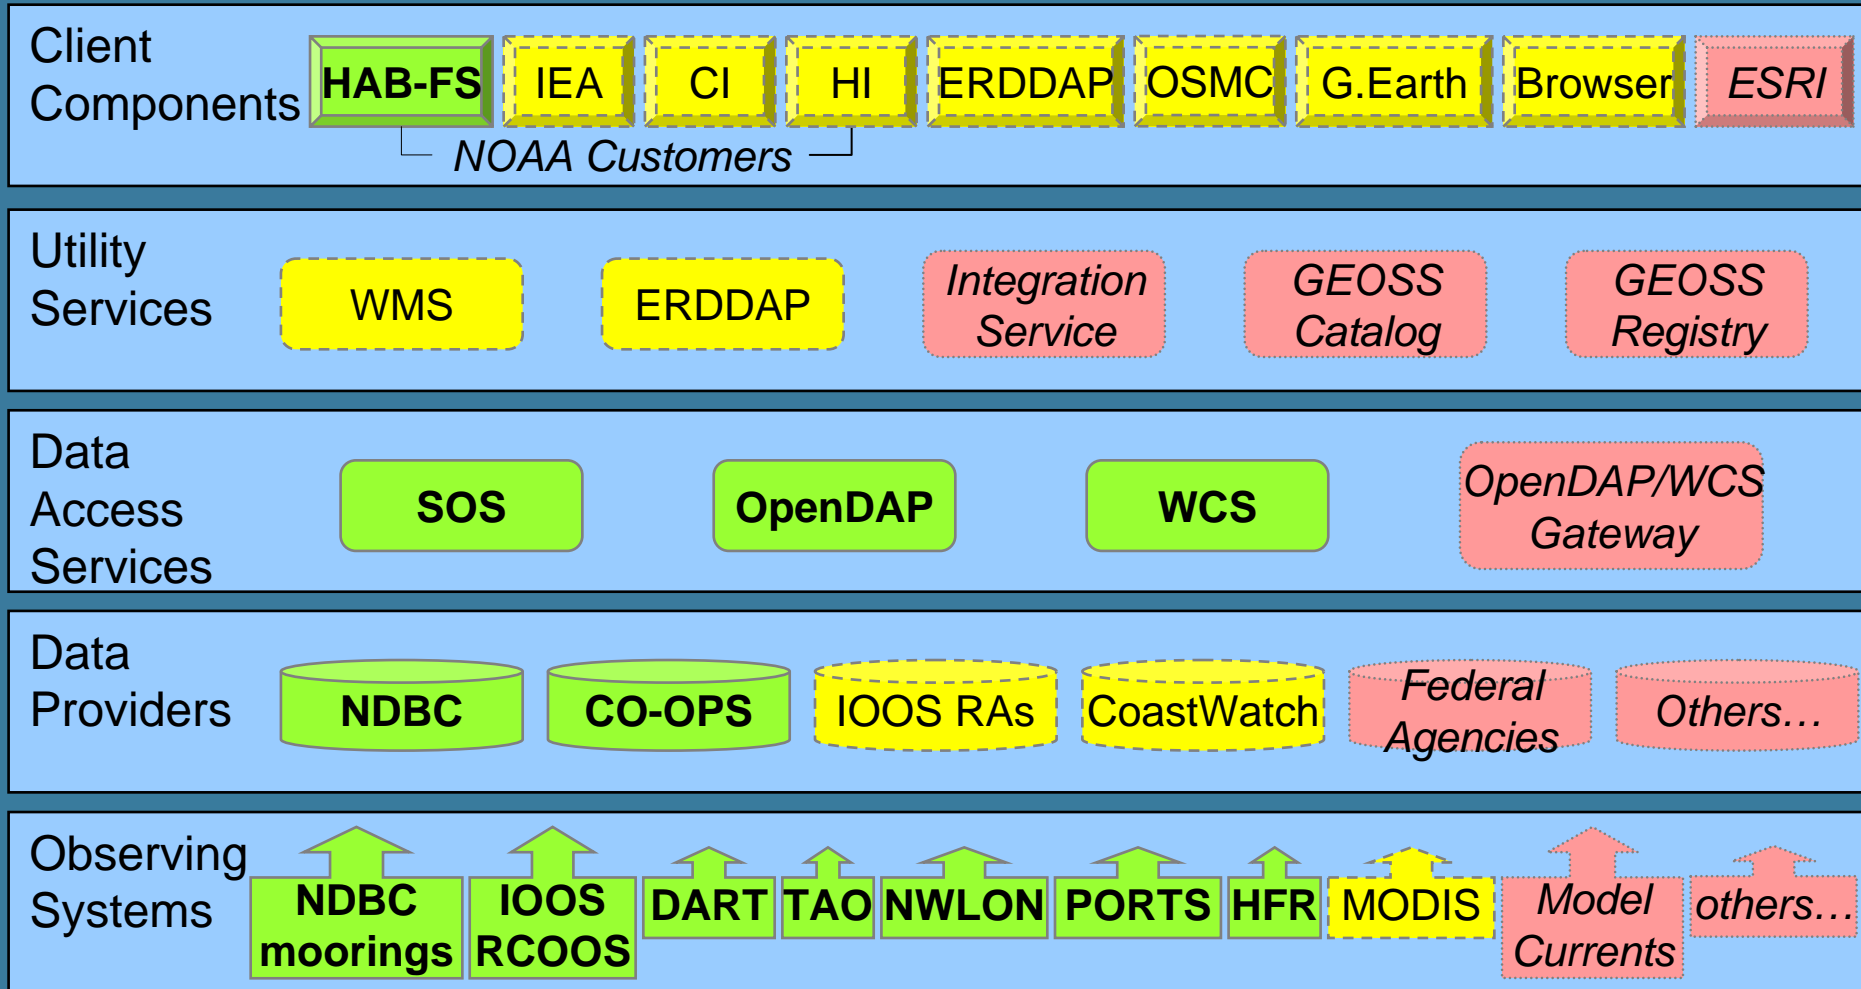 Client
Components
HAB-FS IEA CI HI ERDDAP OSMC G.Earth Browser ESRI
NOAA Customers
Utility
Services
WMS ERDDAP
Integration
Service
GEOSS
Catalog
GEOSS
Registry
Data
Access
Services
SOS OpenDAP WCS
OpenDAP/WCS
Gateway
Data
Providers
NDBC CO-OPS IOOS RAs CoastWatch
Federal
Agencies
Others…
Observing
Systems
NDBC
moorings
IOOS
RCOOS
DART TAO NWLON PORTS HFR MODIS
Model
Currents
others…